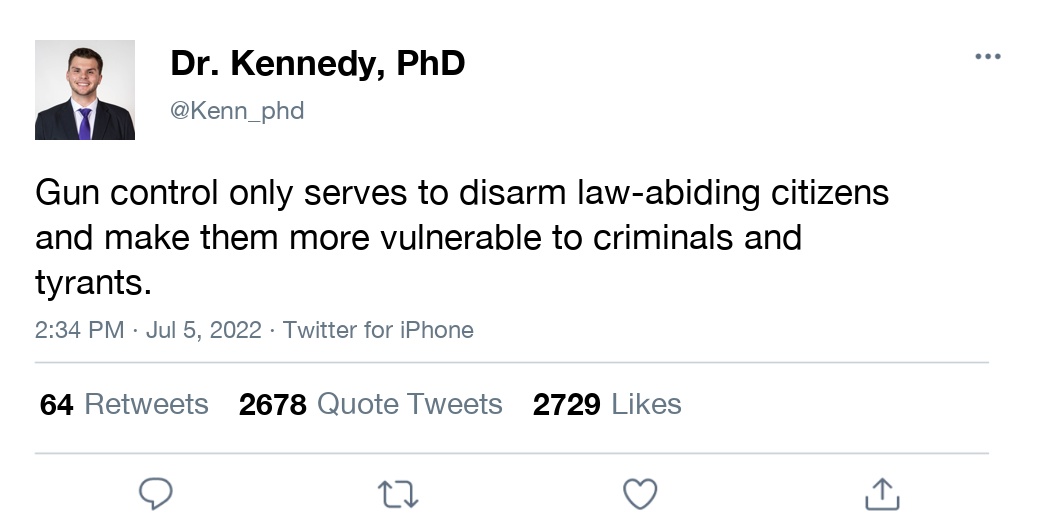 Dr. Kennedy, PhD
@Kenn_phd
Gun control only serves to disarm law-abiding citizens
and make them more vulnerable to criminals and
tyrants.
2:34 PM · Jul 5, 2022 · Twitter for iPhone
64 Retweets 2678 Quote Tweets 2729 Likes